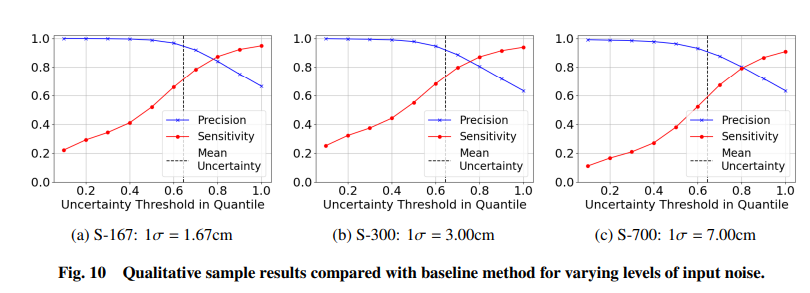 1.0
0.8
0.6
0.4
0.2
0.0
Precision
Sensitivity
Mean
Uncertainty
0.2 0.4 0.6 0.8 1.0
Uncertainty Threshold in Quantile
(a) S-167: 1σ = 1.67cm
1.0
0.8
0.6
0.4
0.2
0.0
Precision
Sensitivity
Mean
Uncertainty
0.2 0.4 0.6 0.8 1.0
Uncertainty Threshold in Quantile
(b) S-300: 1σ = 3.00cm
1.0
0.8
0.6
0.4
0.2
0.0
Precision
Sensitivity
Mean
Uncertainty
0.2 0.4 0.6 0.8 1.0
Uncertainty Threshold in Quantile
(c) S-700: 1σ = 7.00cm
Fig. 10 Qualitative sample results compared with baseline method for varying levels of input noise.